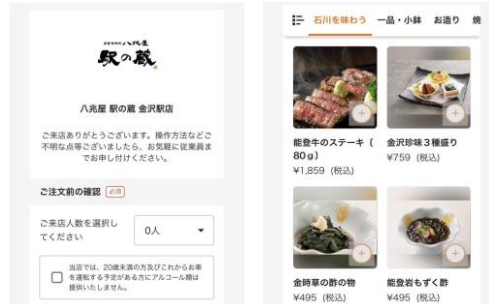 駅の蔵
八兆屋 駅の蔵 金沢駅店
ご来店ありがとうございます。操作方法などご
不明な点等ございましたら、お気軽に従業員ま
でお申し付けください。
ご注文前の確認 必須
ご来店人数を選択し
てください
0人
当店では、20歳未満の方及びこれからお車
を運転する予定がある方にアルコール類は
提供いたしません。
石川を味わう 一品・小鉢 お造り 焼
能登牛のステーキ〔
80g〕
¥1,859 (税込)
金沢珍味3種盛り
¥759 (税込)
金時草の酢の物
¥495 (税込)
能登岩もずく酢
¥495 (税込)